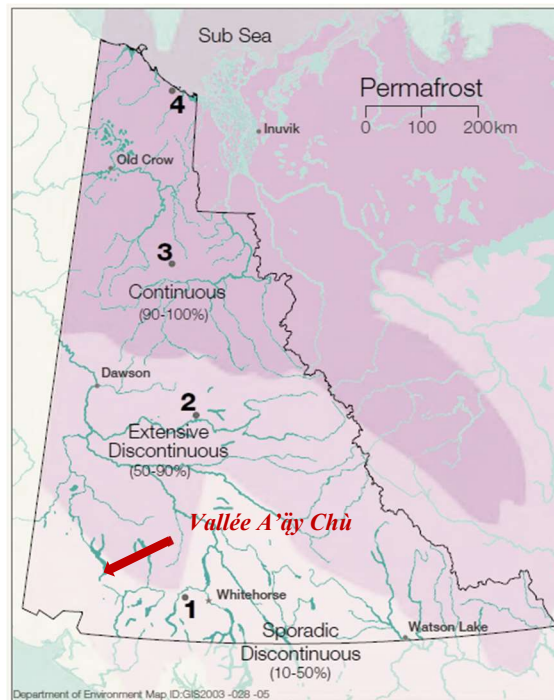 Sub Sea
Permafrost
0 100 200km
4
Inuvik
Old Crow
3
Continuous
(90-100%)
Dawson
2
Extensive
Discontinuous
(50-90%)
Vallée A'äy Chù
1
Whitehorse
Sporadic
Discontinuous
(10-50%)
Watson Lake
Department of Environment Map ID:GIS2003 -028 -05